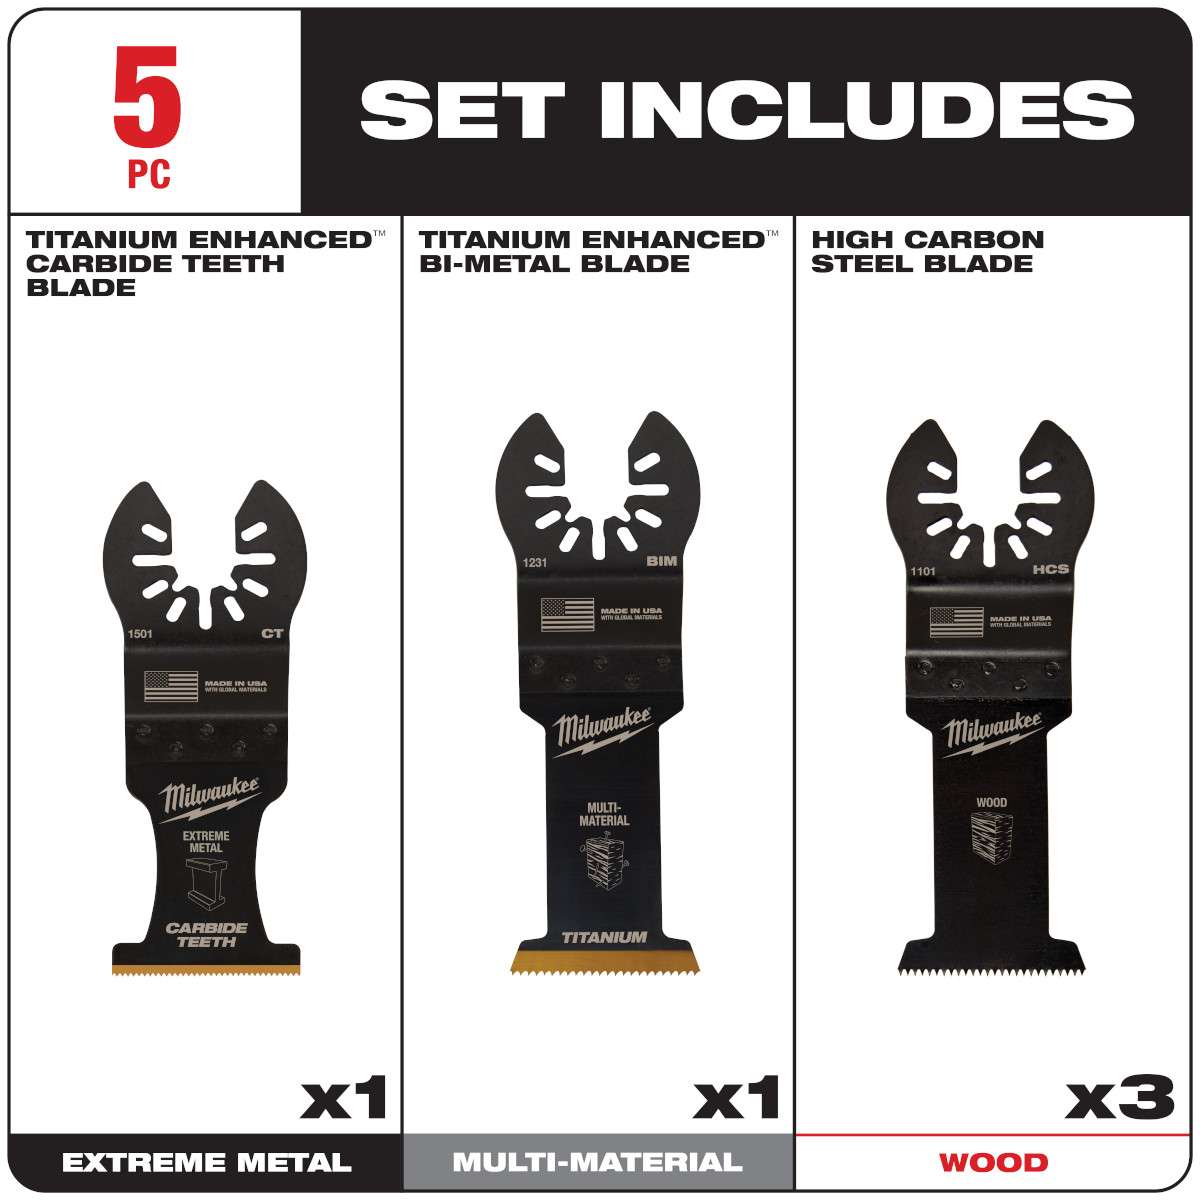 5
PC
SET INCLUDES
TITANIUM ENHANCED™
CARBIDE TEETH
BLADE
1501 CT
MADE IN USA
WITH GLOBAL MATERIALS
Milwaukee
EXTREME
METAL
CARBIDE
TEETH
x1
EXTREME METAL
TITANIUM ENHANCED™
BI-METAL BLADE
1231 BIM
MADE IN USA
WITH GLOBAL MATERIALS
Milwaukee
MULTI-
MATERIAL
TITANIUM
x1
MULTI-MATERIAL
HIGH CARBON
STEEL BLADE
1101 HCS
MADE IN USA
WITH GLOBAL MATERIALS
Milwaukee
WOOD
x3
WOOD